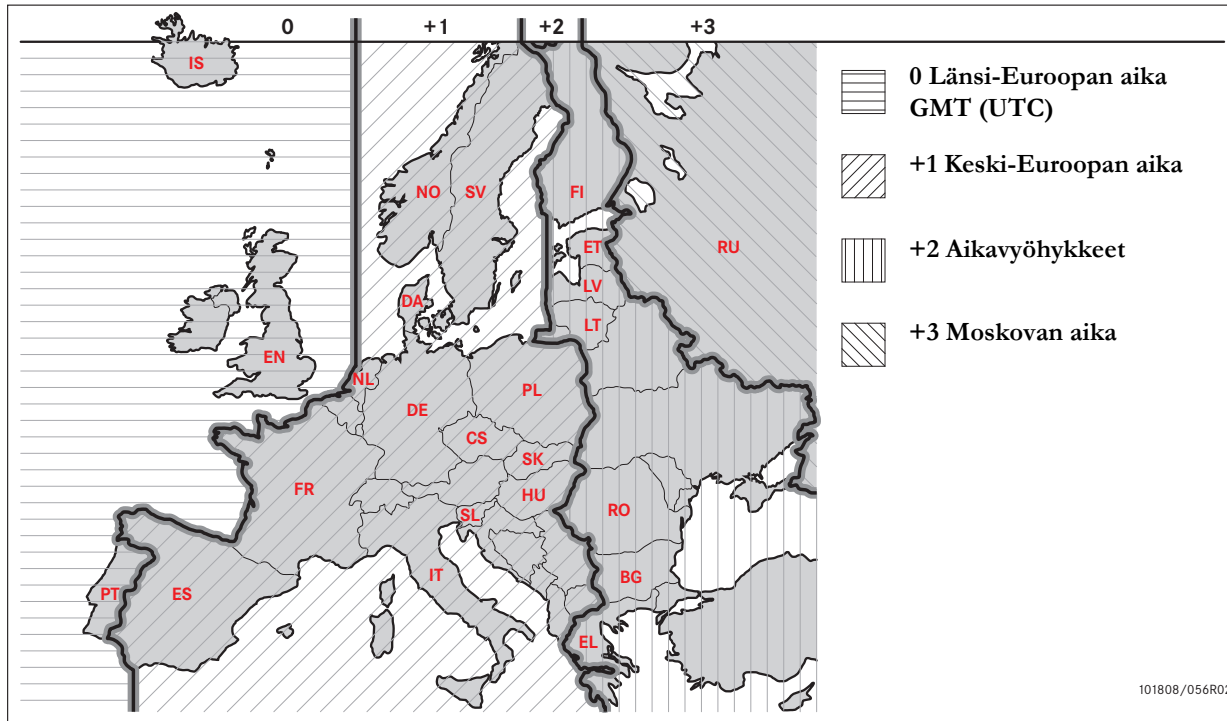 0 +1 +2 +3
IS
NO SV FI
ET RU
LV
DA
LT
EN
NL PL
DE
CS
SK
FR HU
RO
SL
IT BG
PT ES
EL
0 Länsi-Euroopan aika
GMT (UTC)
+1 Keski-Euroopan aika
+2 Aikavyöhykkeet
+3 Moskovan aika
101808/056R02